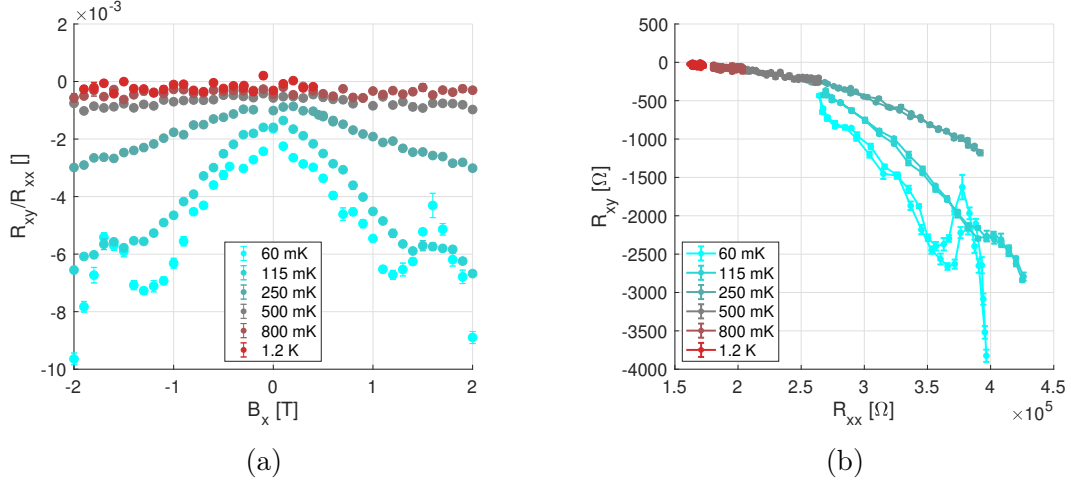 ×10⁻³
2
0
-2
-4
-6
-8
-10
R_xy/R_xx []
-2
-1
0
1
2
B_x [T]
60 mK
115 mK
250 mK
500 mK
800 mK
1.2 K
(a)
500
0
-500
-1000
-1500
-2000
-2500
-3000
-3500
-4000
R_xy [Ω]
60 mK
115 mK
250 mK
500 mK
800 mK
1.2 K
1.5
2
2.5
3
3.5
4
4.5
×10⁵
R_xx [Ω]
(b)